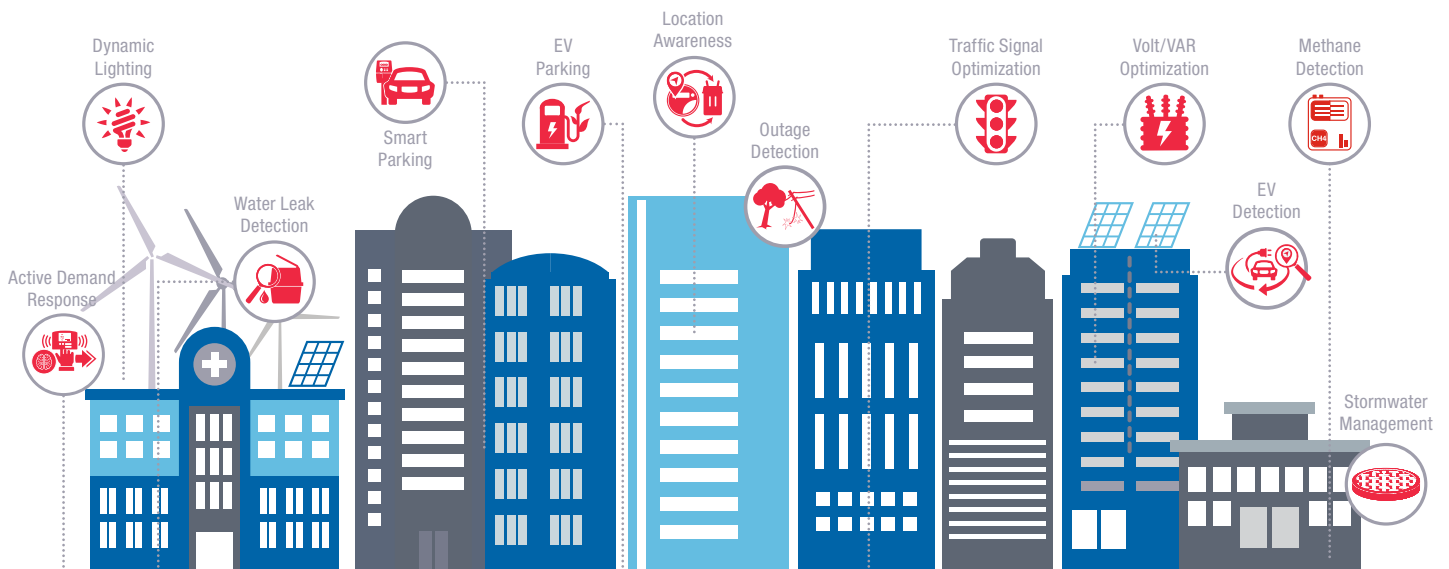 Dynamic
Lighting
Smart
Parking
EV
Parking
Location
Awareness
Outage
Detection
Traffic Signal
Optimization
Volt/VAR
Optimization
Methane
Detection
CH4
Water Leak
Detection
EV
Detection
Active Demand
Response
Stormwater
Management